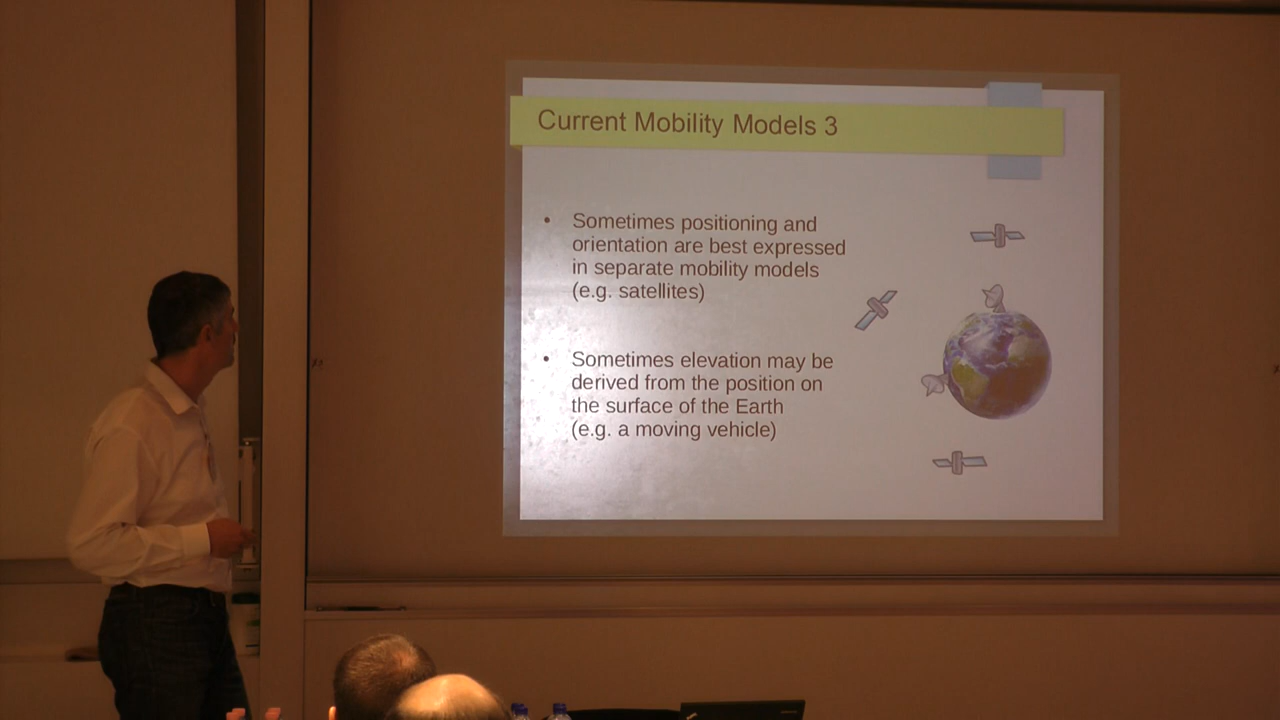 Current Mobility Models 3
• Sometimes positioning and
orientation are best expressed
in separate mobility models
(e.g. satellites)
• Sometimes elevation may be
derived from the position on
the surface of the Earth
(e.g. a moving vehicle)